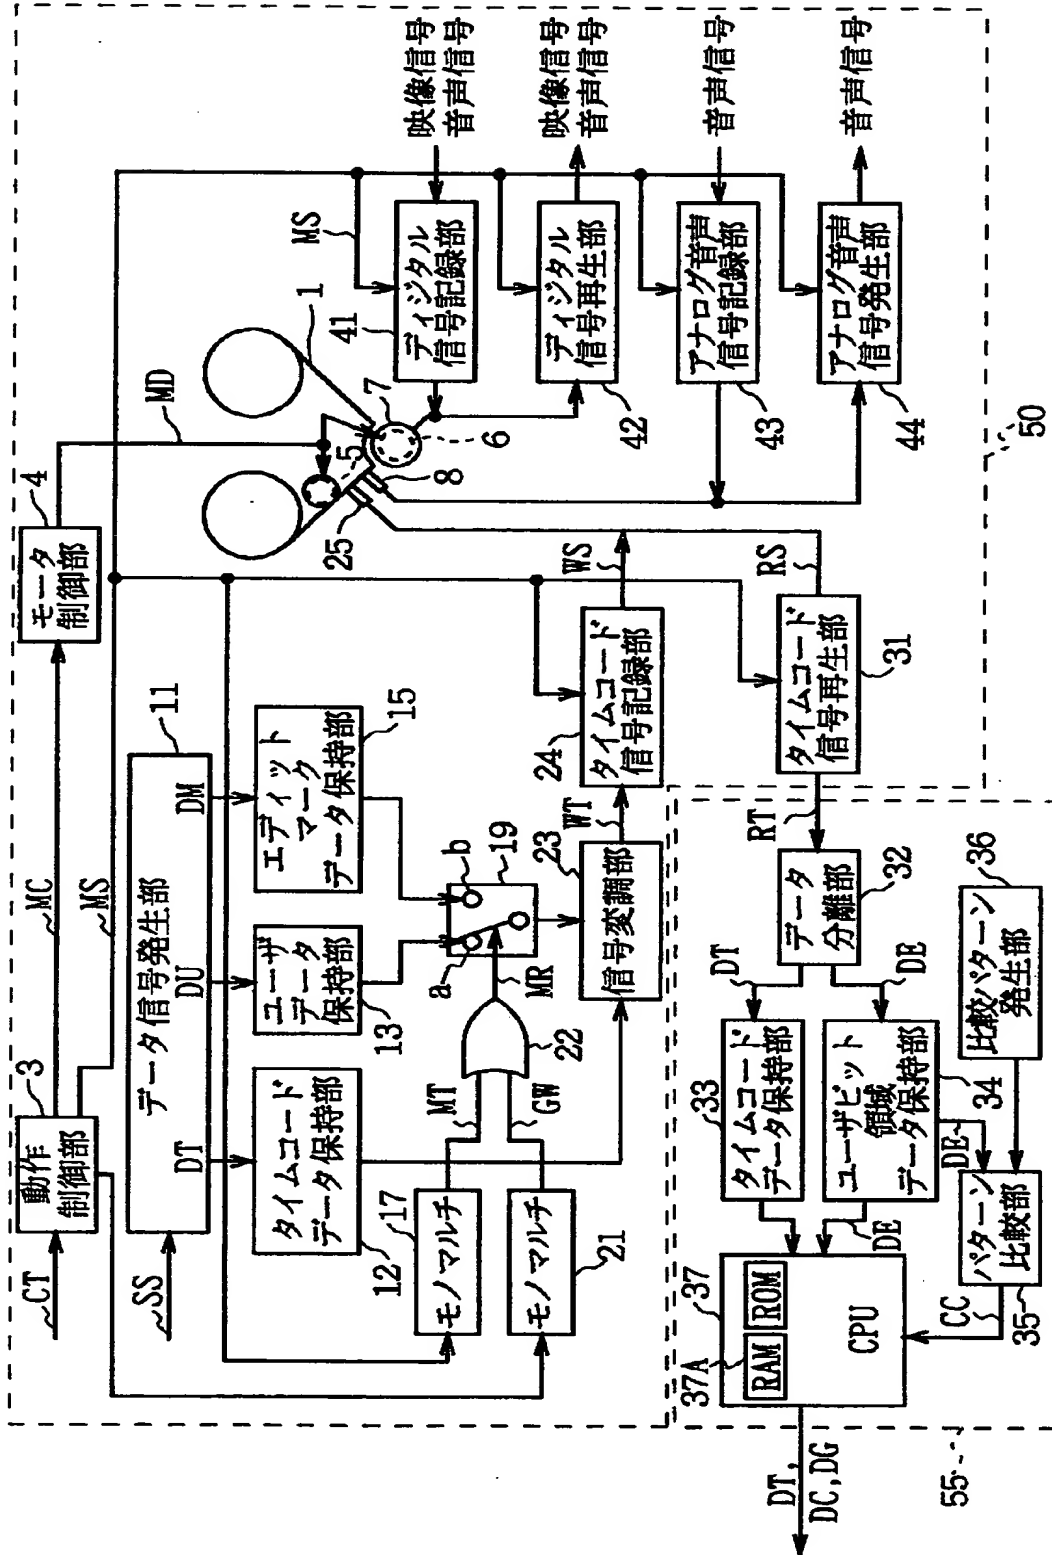 CT
動作
制御部
3
MC
MS
モータ
制御部
4
MD
SS
データ信号発生部
11
DT
DU
DM
タイムコード
データ保持部
12
ユーザ
データ
保持部
13
エディット
マーク
データ保持部
15
モノマルチ
17
モノマルチ
21
MT
GW
22
MR
a
b
19
信号変調部
23
WT
タイムコード
信号記録部
24
WS
タイムコード
信号再生部
31
RS
RT
25
5
8
7
6
1
MS
ディジタル
信号記録部
41
ディジタル
信号再生部
42
アナログ音声
信号記録部
43
アナログ音声
信号発生部
44
映像信号
音声信号
映像信号
音声信号
音声信号
音声信号
50
データ
分離部
32
DT
DE
タイムコード
データ保持部
33
ユーザビット
領域
データ保持部
34
DE
DE
比較パターン
発生部
36
パターン
比較部
35
CC
37
37A
RAM
ROM
CPU
DT,
DC,DG
55